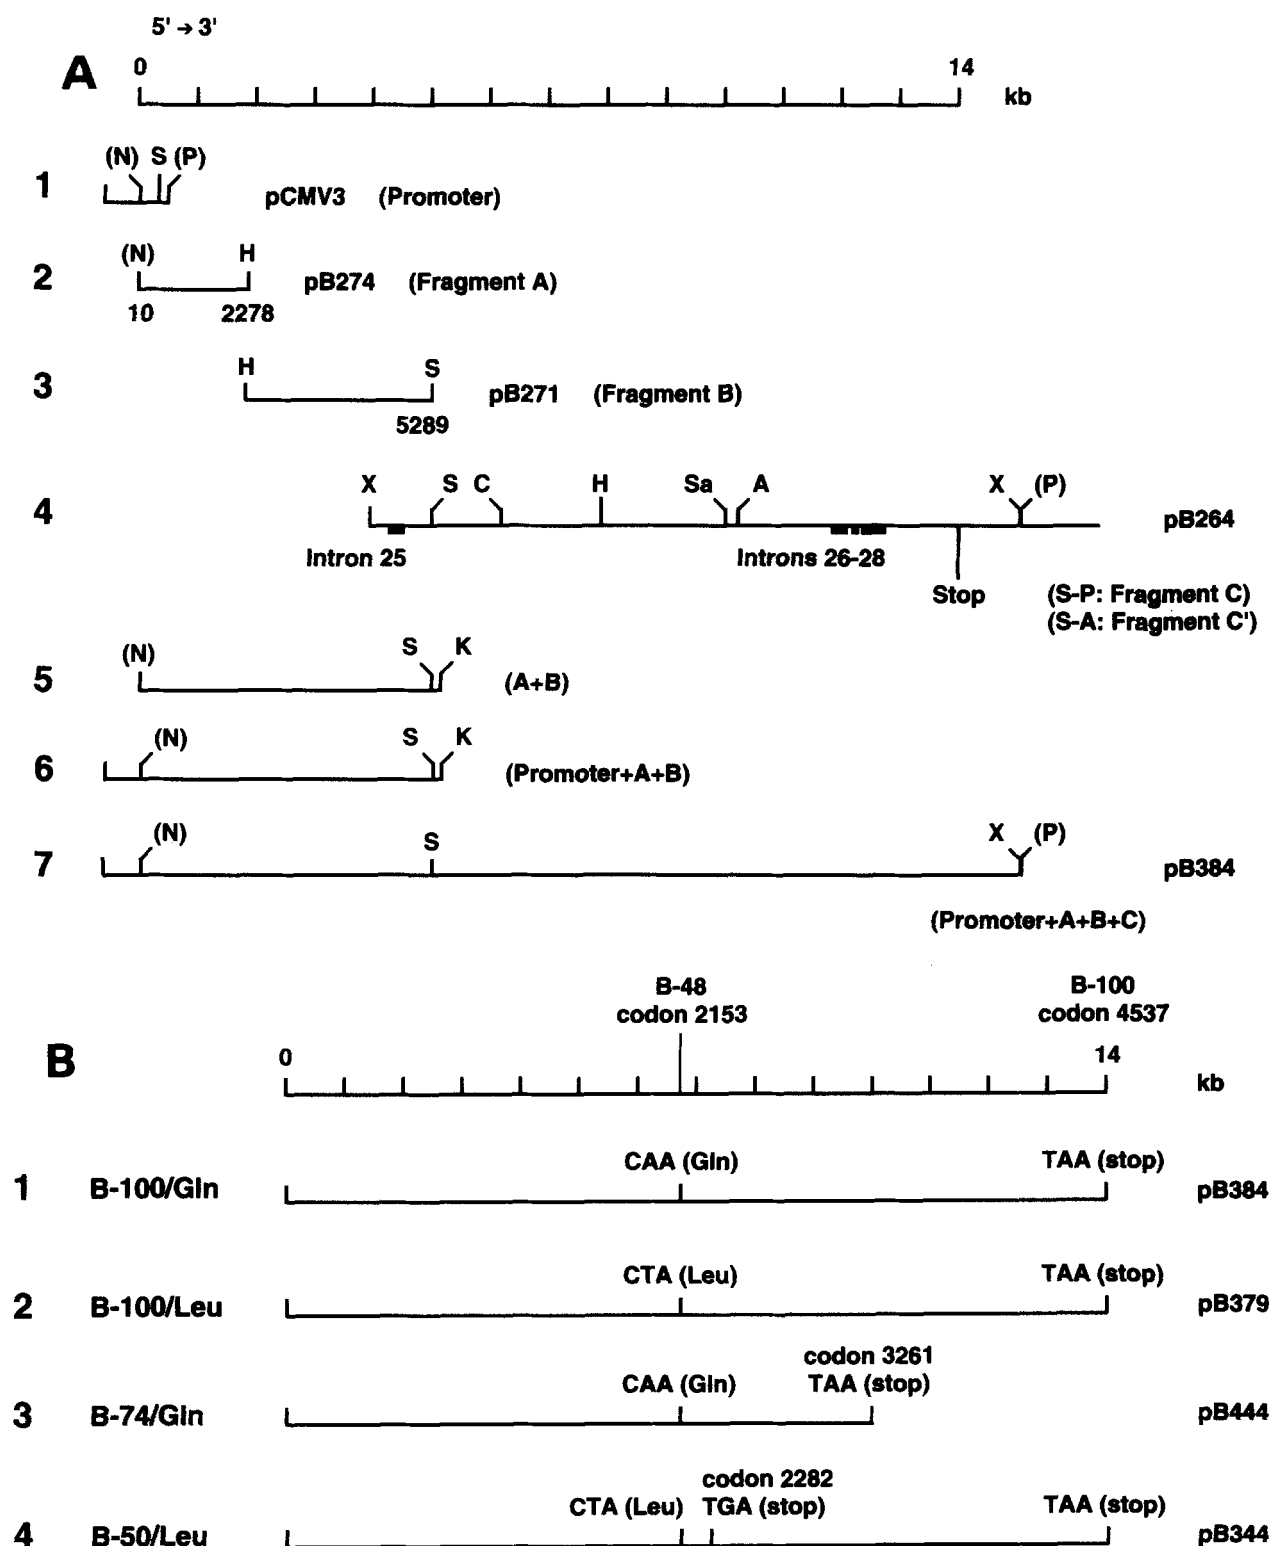 5' → 3'
A 0 14 kb
1 (N) S (P) pCMV3 (Promoter)
2 (N) H pB274 (Fragment A)
10 2278
3 H S pB271 (Fragment B)
5289
4 X S C H Sa A X (P) pB264
Intron 25 Introns 26-28
Stop (S-P: Fragment C)
(S-A: Fragment C')
5 (N) S K (A+B)
6 (N) S K (Promoter+A+B)
7 (N) S X (P) pB384
(Promoter+A+B+C)
B-48 B-100
codon 2153 codon 4537
B 0 14 kb
CAA (Gln) TAA (stop)
1 B-100/Gln pB384
CTA (Leu) TAA (stop)
2 B-100/Leu pB379
codon 3261
CAA (Gln) TAA (stop)
3 B-74/Gln pB444
codon 2282
CTA (Leu) TGA (stop) TAA (stop)
4 B-50/Leu pB344